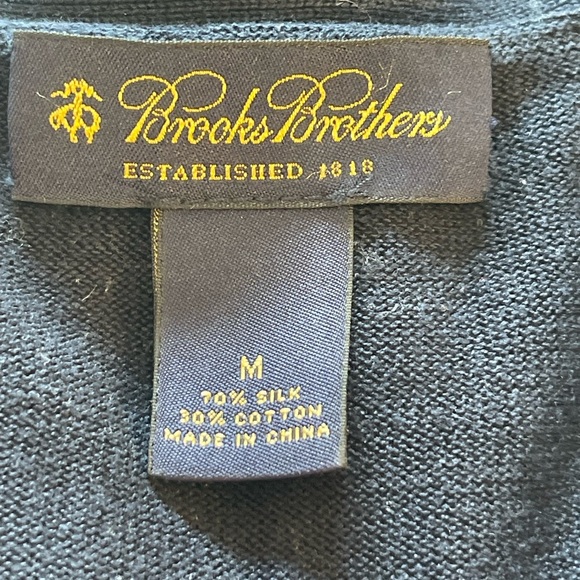 Brooks Brothers
ESTABLISHED 1818
M
70% SILK
30% COTTON
MADE IN CHINA